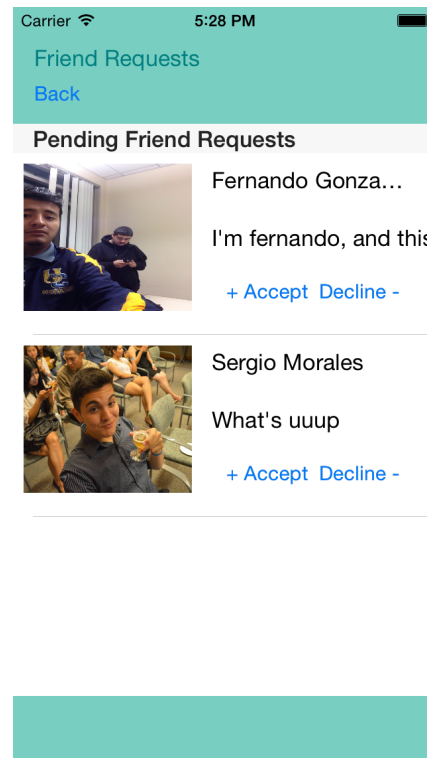 Carrier 5:28 PM
Friend Requests
Back
Pending Friend Requests
Fernando Gonza...
I'm fernando, and this
+ Accept Decline -
Sergio Morales
What's uuup
+ Accept Decline -